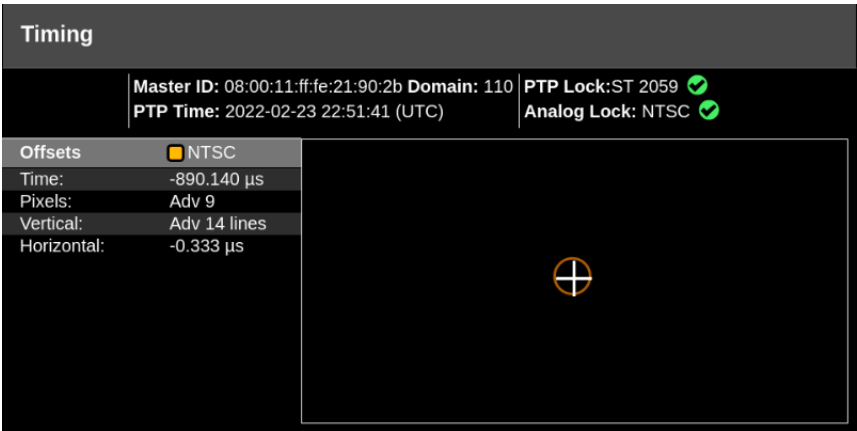 Timing
Master ID: 08:00:11:ff:fe:21:90:2b Domain: 110 PTP Lock:ST 2059
PTP Time: 2022-02-23 22:51:41 (UTC) Analog Lock: NTSC
Offsets NTSC
Time: -890.140 µs
Pixels: Adv 9
Vertical: Adv 14 lines
Horizontal: -0.333 µs